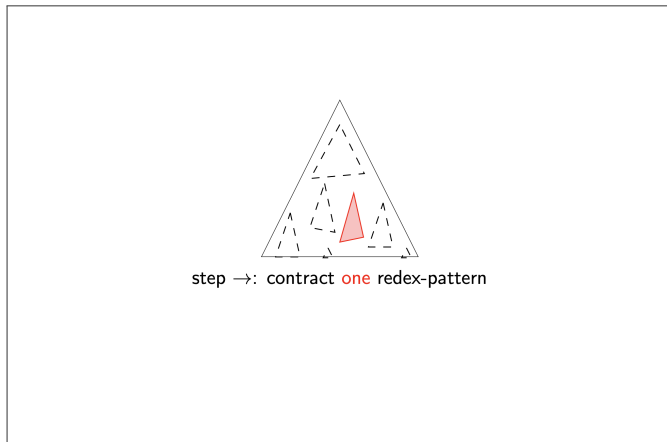 step →: contract one redex-pattern